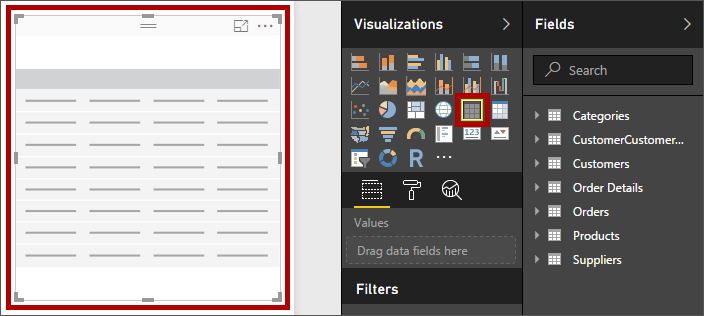 Visualizations
Fields
Search
123
R
Categories
CustomerCustomer...
Customers
Order Details
Orders
Products
Suppliers
Values
Drag data fields here
Filters